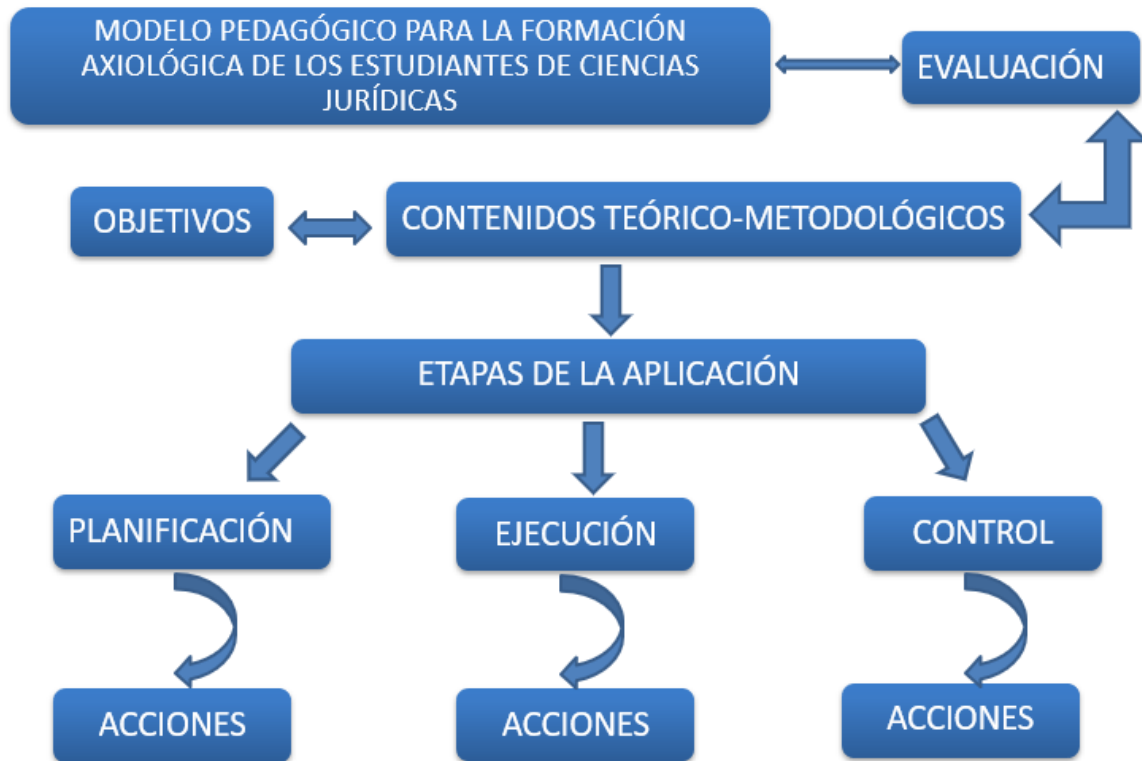 MODELO PEDAGÓGICO PARA LA FORMACIÓN
AXIOLÓGICA DE LOS ESTUDIANTES DE CIENCIAS
JURÍDICAS
EVALUACIÓN
OBJETIVOS
CONTENIDOS TEÓRICO-METODOLÓGICOS
ETAPAS DE LA APLICACIÓN
PLANIFICACIÓN
EJECUCIÓN
CONTROL
ACCIONES
ACCIONES
ACCIONES